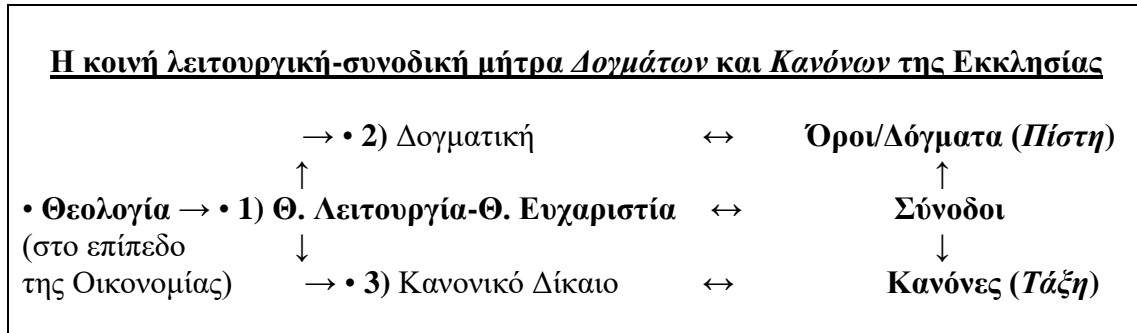 Η κοινή λειτουργική-συνοδική μήτρα Δογμάτων και Κανόνων της Εκκλησίας
→ • 2) Δογματική ↔ Όροι/Δόγματα (Πίστη)
↑ ↑
• Θεολογία → • 1) Θ. Λειτουργία-Θ. Ευχαριστία ↔ Σύνοδοι
(στο επίπεδο ↓ ↓
της Οικονομίας) → • 3) Κανονικό Δίκαιο ↔ Κανόνες (Τάξη)